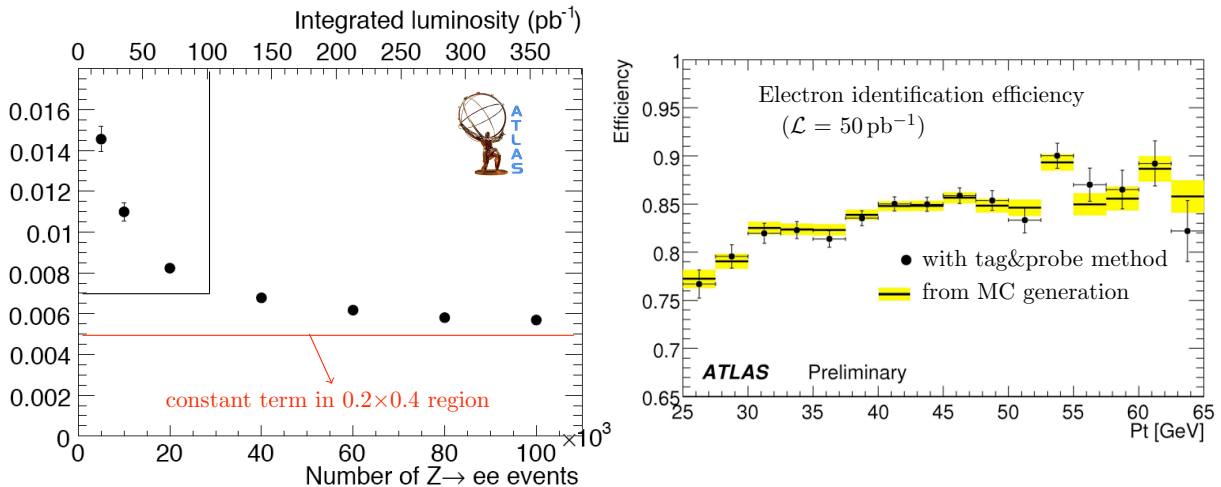 Integrated luminosity (pb⁻¹)
0 50 100 150 200 250 300 350
0.016
0.014
0.012
0.01
0.008
0.006
0.004
0.002
0
ATLAS
constant term in 0.2×0.4 region
0 20 40 60 80 100 ×10³
Number of Z→ ee events
Efficiency
1
0.95
0.9
0.85
0.8
0.75
0.7
0.65
Electron identification efficiency
(ℒ = 50 pb⁻¹)
with tag&probe method
from MC generation
ATLAS Preliminary
25 30 35 40 45 50 55 60 65
Pt [GeV]